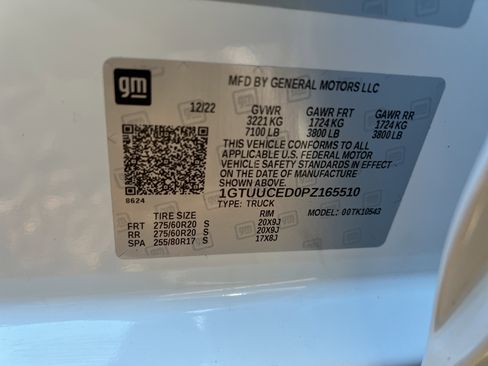 gm
MFD BY GENERAL MOTORS LLC
12/22 GVWR GAWR FRT GAWR RR
3221 KG 1724 KG 1724 KG
7100 LB 3800 LB 3800 LB
THIS VEHICLE CONFORMS TO ALL
APPLICABLE U.S. FEDERAL MOTOR
VEHICLE SAFETY STANDARDS IN EFFECT
ON THE DATE OF MANUFACTURE
SHOWN ABOVE.
8624 1GTUUCED0PZ165510
TYPE: TRUCK MODEL: 00TK10543
TIRE SIZE RIM
FRT 275/60R20 S 20X9J
RR 275/60R20 S 20X9J
SPA 255/80R17 S 17X8J